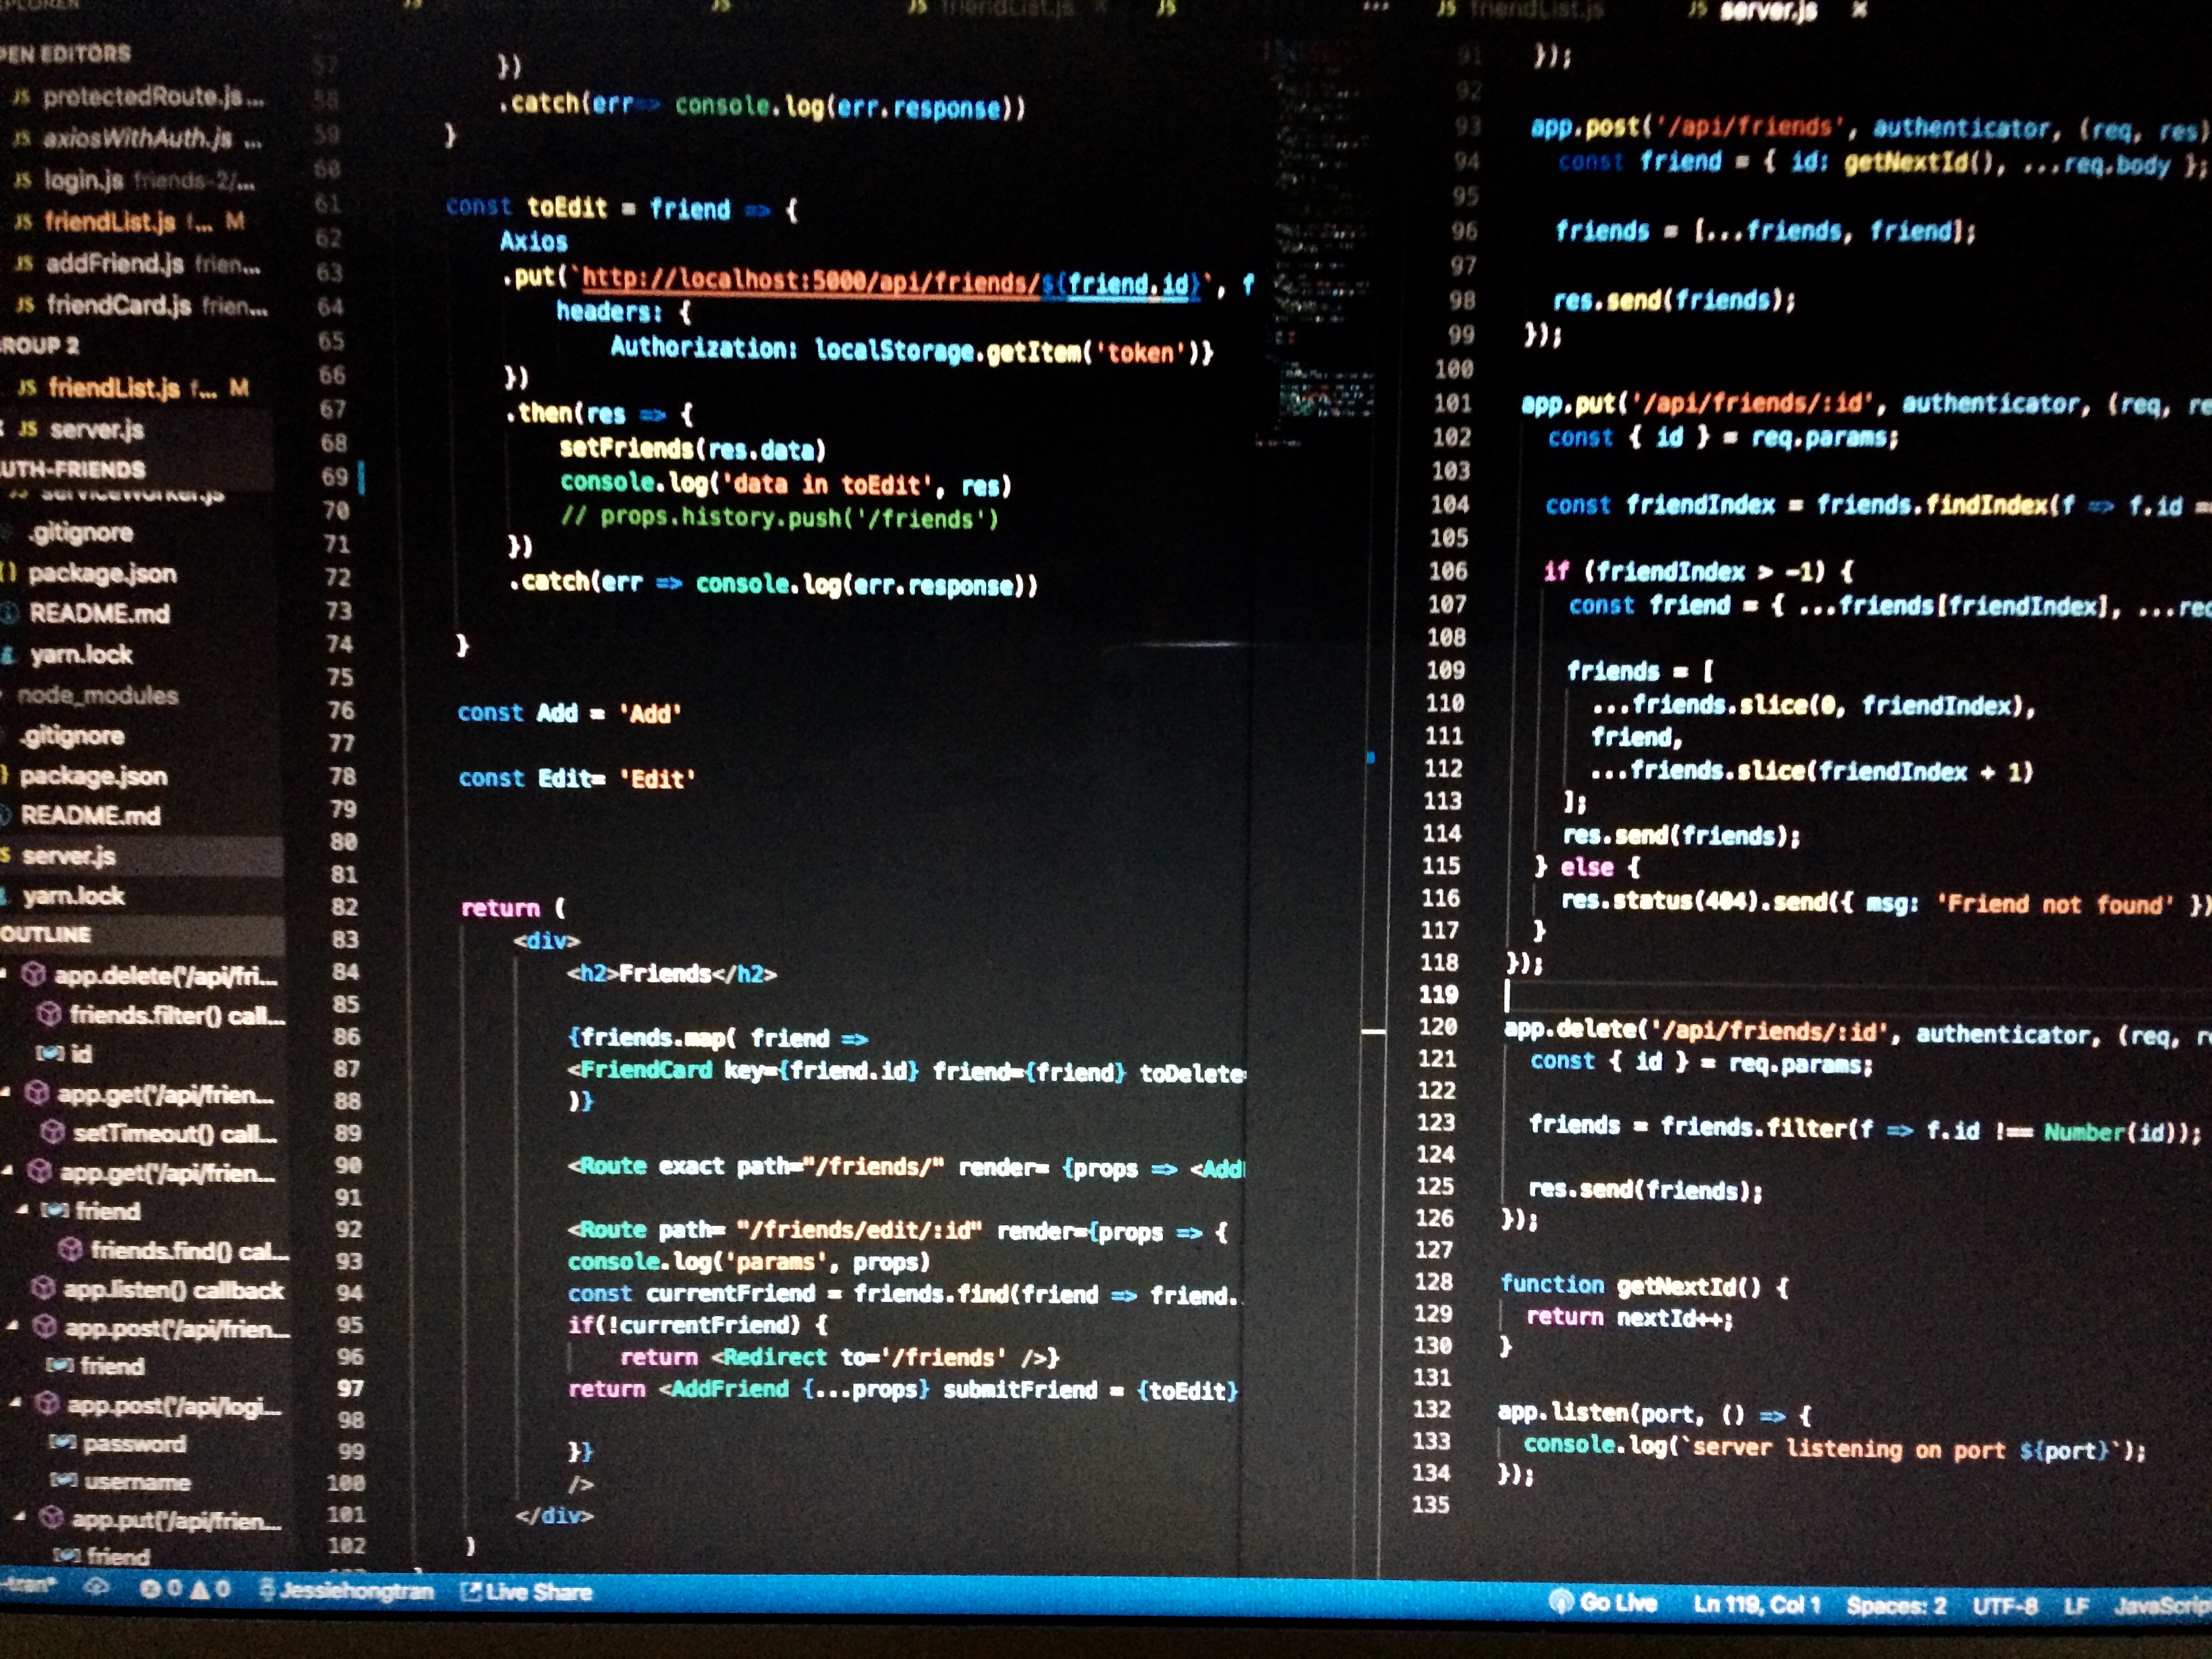 friendList.js
friendList.js
server.js
OPEN EDITORS
JS protectedRoute.js...
JS axiosWithAuth.js ...
JS login.js friends-2/...
JS friendList.js f... M
JS addFriend.js frien...
JS friendCard.js frien...
GROUP 2
JS friendList.js f... M
JS server.js
AUTH-FRIENDS
serviceWorker.js
.gitignore
package.json
README.md
yarn.lock
node_modules
.gitignore
package.json
README.md
server.js
yarn.lock
OUTLINE
app.delete('/api/fri...
friends.filter() call...
id
app.get('/api/frien...
setTimeout() call...
app.get('/api/frien...
friend
friends.find() cal...
app.listen() callback
app.post('/api/frien...
friend
app.post('/api/logi...
password
username
app.put('/api/frien...
friend
57 })
58 .catch(err=> console.log(err.response))
59 }
60
61 const toEdit = friend => {
62 Axios
63 .put(`http://localhost:5000/api/friends/${friend.id}`, f
64 headers: {
65 Authorization: localStorage.getItem('token')}
66 })
67 .then(res => {
68 setFriends(res.data)
69 console.log('data in toEdit', res)
70 // props.history.push('/friends')
71 })
72 .catch(err => console.log(err.response))
73
74 }
75
76 const Add = 'Add'
77
78 const Edit= 'Edit'
79
80
81
82 return (
83 <div>
84 <h2>Friends</h2>
85
86 {friends.map( friend =>
87 <FriendCard key={friend.id} friend={friend} toDelete=
88 )}
89
90 <Route exact path="/friends/" render= {props => <Add
91
92 <Route path= "/friends/edit/:id" render={props => {
93 console.log('params', props)
94 const currentFriend = friends.find(friend => friend.
95 if(!currentFriend) {
96 return <Redirect to='/friends' />}
97 return <AddFriend {...props} submitFriend = {toEdit}
98
99 }}
100 />
101 </div>
102 )
91 });
92
93 app.post('/api/friends', authenticator, (req, res)
94 const friend = { id: getNextId(), ...req.body };
95
96 friends = [...friends, friend];
97
98 res.send(friends);
99 });
100
101 app.put('/api/friends/:id', authenticator, (req, re
102 const { id } = req.params;
103
104 const friendIndex = friends.findIndex(f => f.id ==
105
106 if (friendIndex > -1) {
107 const friend = { ...friends[friendIndex], ...req
108
109 friends = [
110 ...friends.slice(0, friendIndex),
111 friend,
112 ...friends.slice(friendIndex + 1)
113 ];
114 res.send(friends);
115 } else {
116 res.status(404).send({ msg: 'Friend not found' })
117 }
118 });
119
120 app.delete('/api/friends/:id', authenticator, (req, re
121 const { id } = req.params;
122
123 friends = friends.filter(f => f.id !== Number(id));
124
125 res.send(friends);
126 });
127
128 function getNextId() {
129 return nextId++;
130 }
131
132 app.listen(port, () => {
133 console.log(`server listening on port ${port}`);
134 });
135
-tran* 0 0 Jessiehongtran Live Share
Go Live Ln 119, Col 1 Spaces: 2 UTF-8 LF JavaScrip